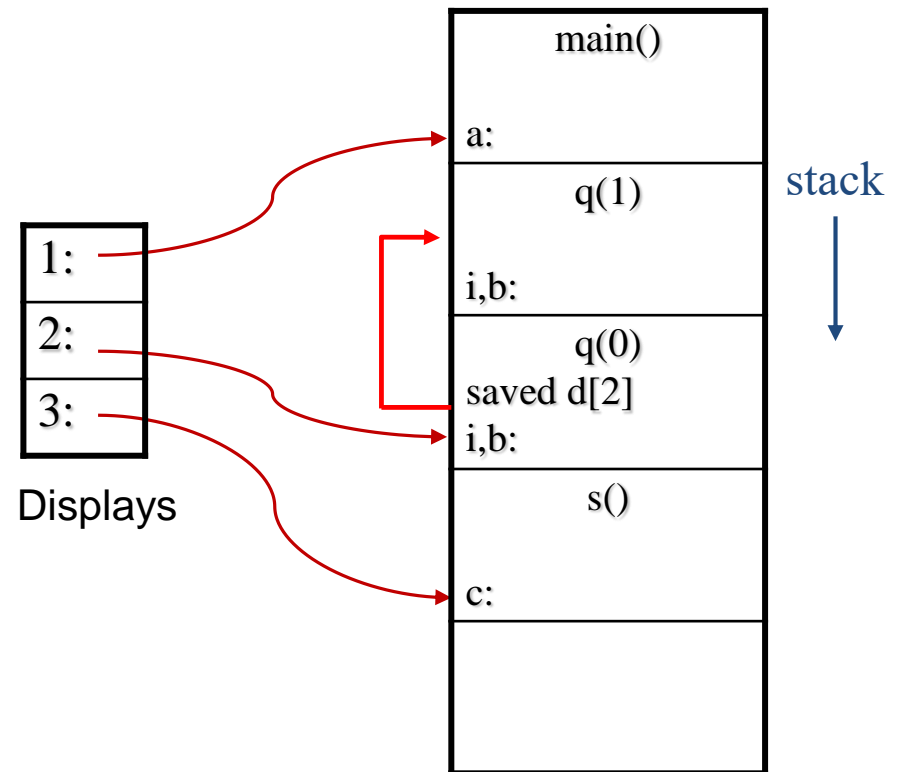 main()
a:
q(1)
i,b:
q(0)
saved d[2]
i,b:
s()
c:
stack
1:
2:
3:
Displays